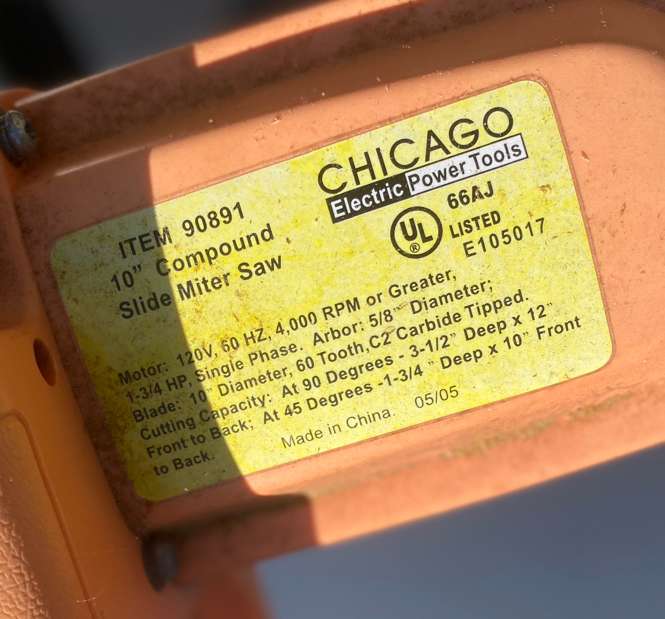 CHICAGO
Electric Power Tools
ITEM 90891
10" Compound
Slide Miter Saw
UL
®
66AJ
LISTED
E105017
Motor: 120V, 60 HZ, 4,000 RPM or Greater,
1-3/4 HP, Single Phase. Arbor: 5/8" Diameter;
Blade: 10" Diameter, 60 Tooth,C2 Carbide Tipped.
Cutting Capacity: At 90 Degrees - 3-1/2" Deep x 12"
Front to Back; At 45 Degrees -1-3/4 " Deep x 10" Front
to Back.
Made in China. 05/05